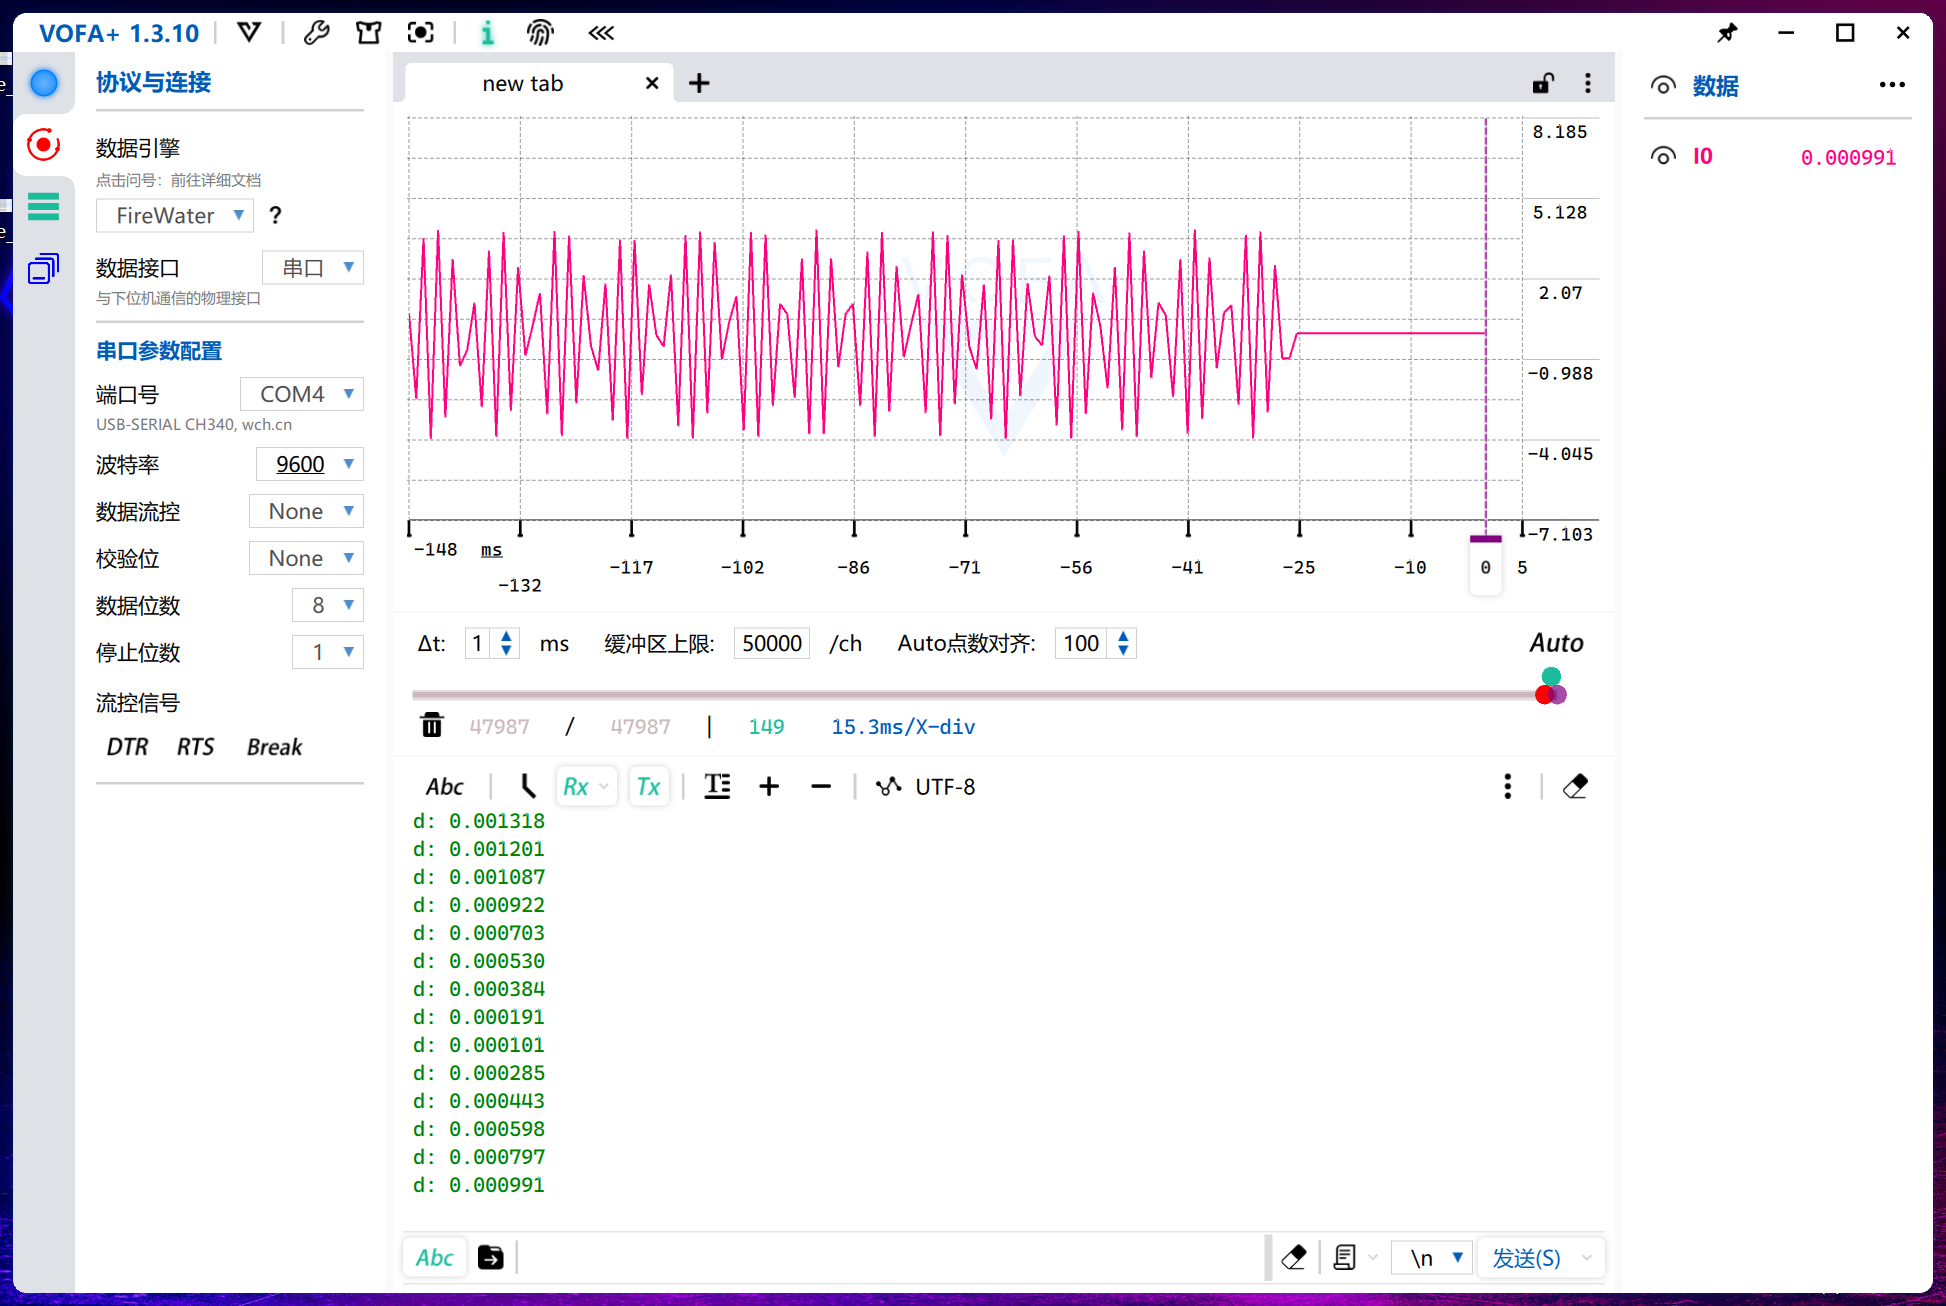 VOFA+ 1.3.10
协议与连接
数据引擎
点击问号：前往详细文档
FireWater ?
数据接口 串口
与下位机通信的物理接口
串口参数配置
端口号 COM4
USB-SERIAL CH340, wch.cn
波特率 9600
数据流控 None
校验位 None
数据位数 8
停止位数 1
流控信号
DTR RTS Break
new tab
8.185
5.128
2.07
-0.988
-4.045
-7.103
-148 ms
-132 -117 -102 -86 -71 -56 -41 -25 -10 0 5
VOFA
Δt: 1 ms 缓冲区上限: 50000 /ch Auto点数对齐: 100 Auto
47987 / 47987 | 149 15.3ms/X-div
Abc Rx Tx UTF-8
d: 0.001318
d: 0.001201
d: 0.001087
d: 0.000922
d: 0.000703
d: 0.000530
d: 0.000384
d: 0.000191
d: 0.000101
d: 0.000285
d: 0.000443
d: 0.000598
d: 0.000797
d: 0.000991
Abc \n 发送(S)
数据
I0 0.000991
e_
e_